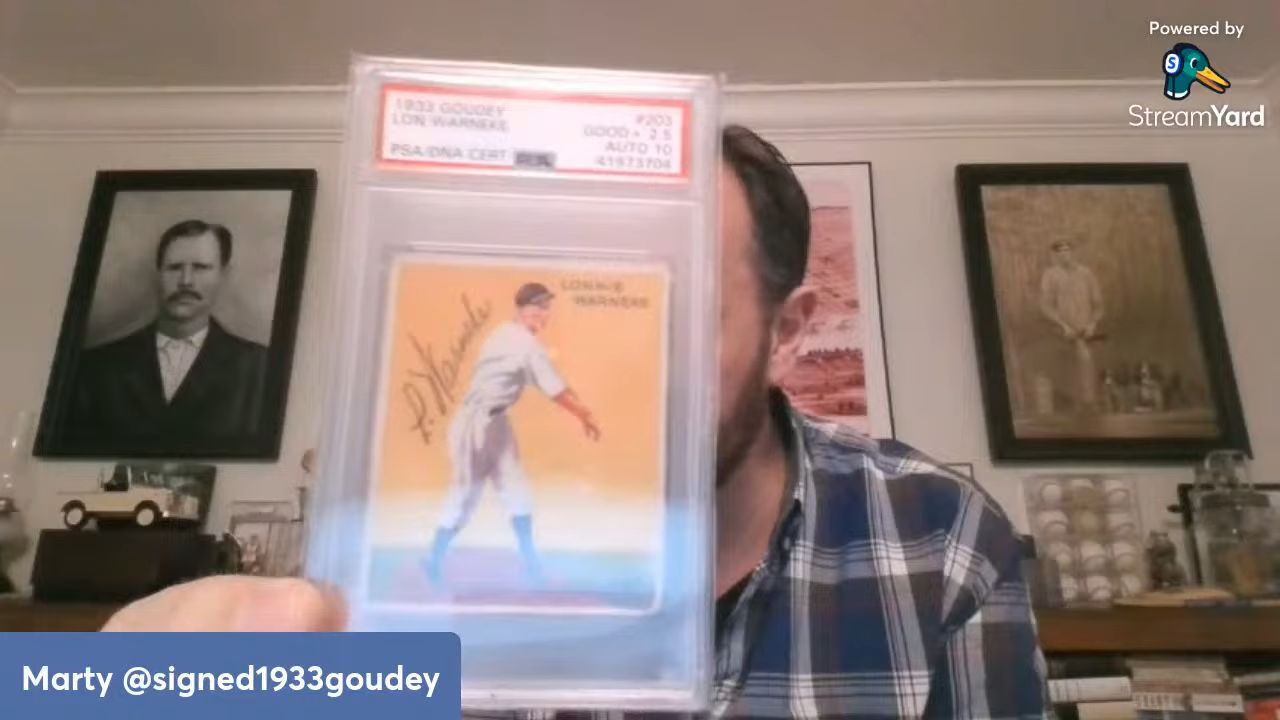 Powered by
StreamYard
1933 GOUDEY #203
LON WARNEKE GOOD+ 2.5
AUTO 10
PSA/DNA CERT 41973704
LONNIE
WARNEKE
L. Warneke
Marty @signed1933goudey